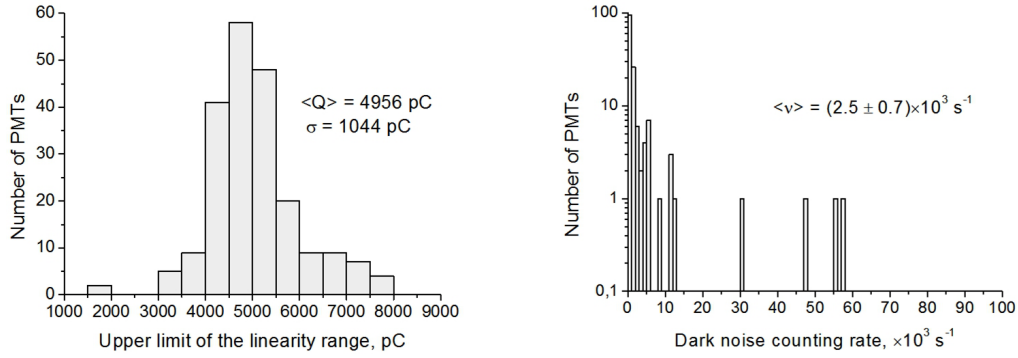 60
50
40
30
20
10
0
Number of PMTs
<Q> = 4956 pC
σ = 1044 pC
1000 2000 3000 4000 5000 6000 7000 8000 9000
Upper limit of the linearity range, pC
100
10
1
0,1
Number of PMTs
<ν> = (2.5 ± 0.7)×10³ s⁻¹
0 10 20 30 40 50 60 70 80 90 100
Dark noise counting rate, ×10³ s⁻¹